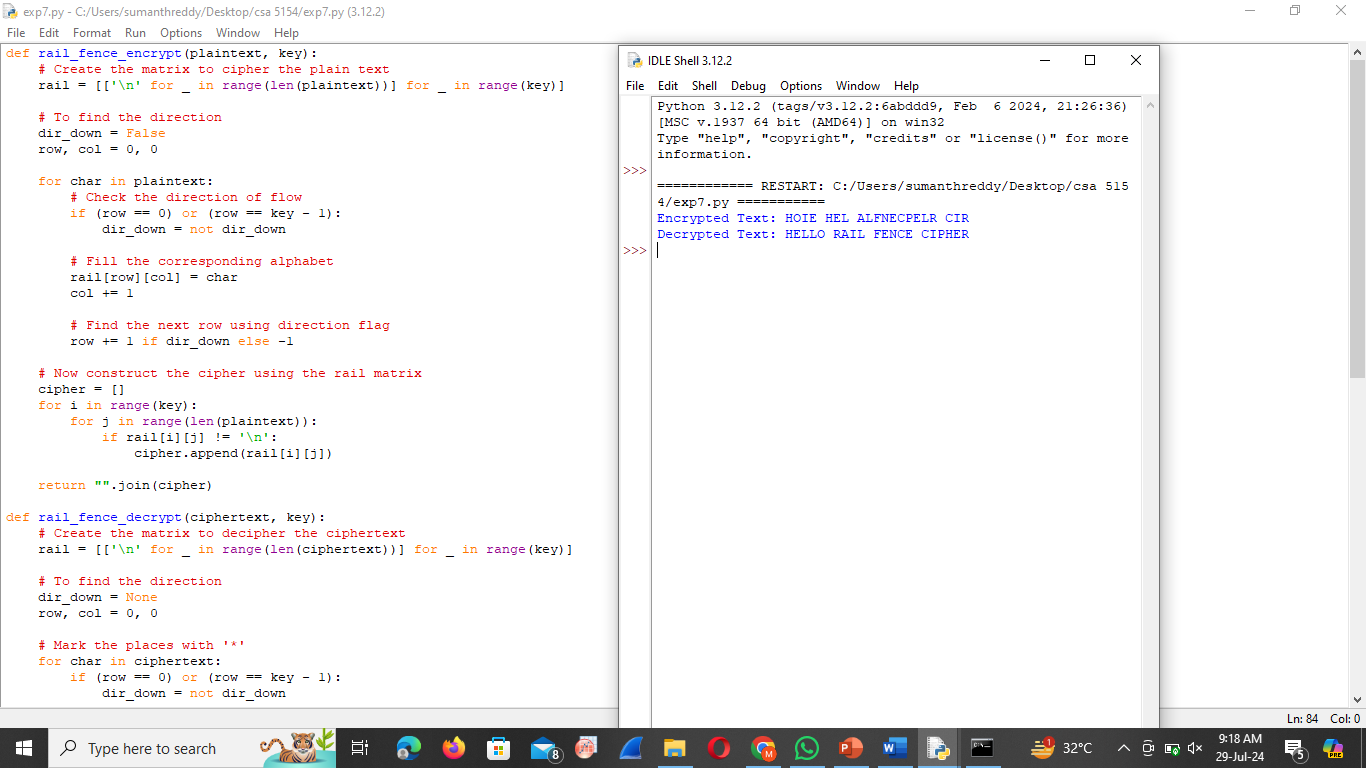 exp7.py - C:/Users/sumanthreddy/Desktop/csa 5154/exp7.py (3.12.2)
File Edit Format Run Options Window Help
def rail_fence_encrypt(plaintext, key):
    # Create the matrix to cipher the plain text
    rail = [['\n' for _ in range(len(plaintext))] for _ in range(key)]

    # To find the direction
    dir_down = False
    row, col = 0, 0

    for char in plaintext:
        # Check the direction of flow
        if (row == 0) or (row == key - 1):
            dir_down = not dir_down

        # Fill the corresponding alphabet
        rail[row][col] = char
        col += 1

        # Find the next row using direction flag
        row += 1 if dir_down else -1

    # Now construct the cipher using the rail matrix
    cipher = []
    for i in range(key):
        for j in range(len(plaintext)):
            if rail[i][j] != '\n':
                cipher.append(rail[i][j])

    return "".join(cipher)

def rail_fence_decrypt(ciphertext, key):
    # Create the matrix to decipher the ciphertext
    rail = [['\n' for _ in range(len(ciphertext))] for _ in range(key)]

    # To find the direction
    dir_down = None
    row, col = 0, 0

    # Mark the places with '*'
    for char in ciphertext:
        if (row == 0) or (row == key - 1):
            dir_down = not dir_down
IDLE Shell 3.12.2
File Edit Shell Debug Options Window Help
Python 3.12.2 (tags/v3.12.2:6abddd9, Feb  6 2024, 21:26:36)
[MSC v.1937 64 bit (AMD64)] on win32
Type "help", "copyright", "credits" or "license()" for more
information.
>>>
============ RESTART: C:/Users/sumanthreddy/Desktop/csa 515
4/exp7.py ===========
Encrypted Text: HOIE HEL ALFNECPELR CIR
Decrypted Text: HELLO RAIL FENCE CIPHER
>>>
Ln: 84 Col: 0
Type here to search
8
M
P
W
1
32°C
9:18 AM
29-Jul-24
5
PRE